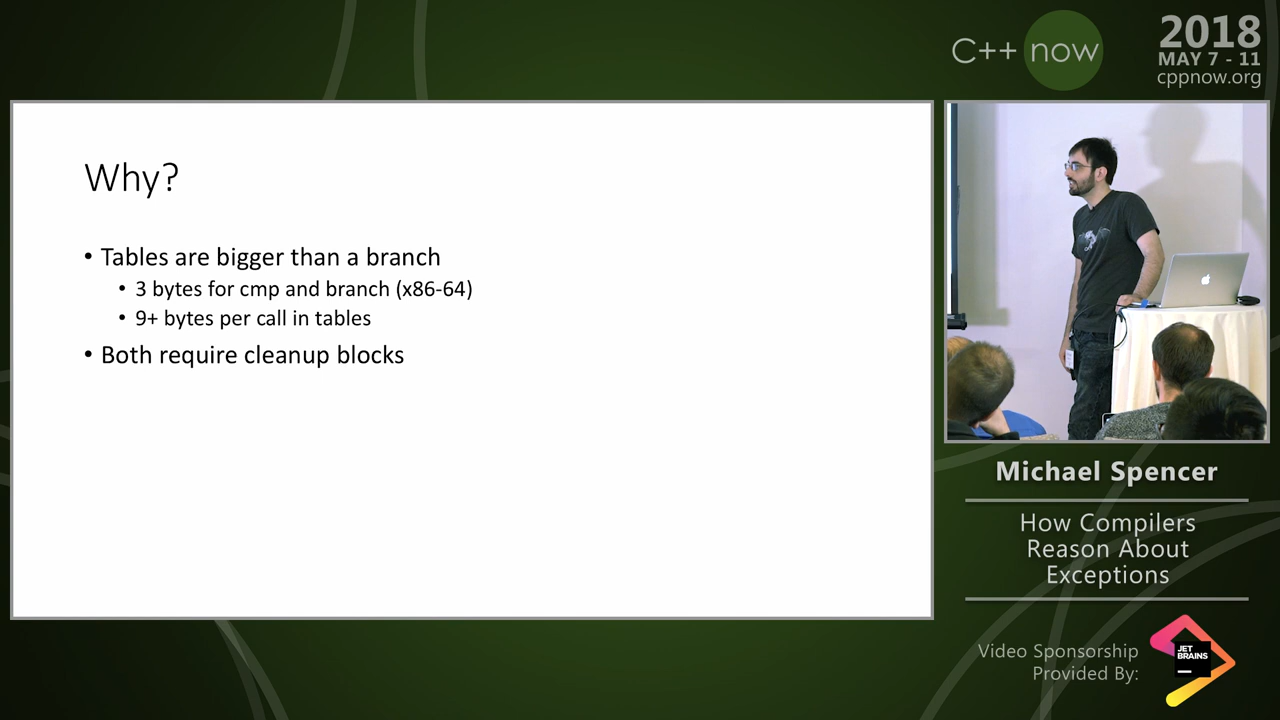 C++ now
2018
MAY 7 - 11
cppnow.org
Why?
• Tables are bigger than a branch
• 3 bytes for cmp and branch (x86-64)
• 9+ bytes per call in tables
• Both require cleanup blocks
Michael Spencer
How Compilers
Reason About
Exceptions
Video Sponsorship
Provided By:
JET
BRAINS